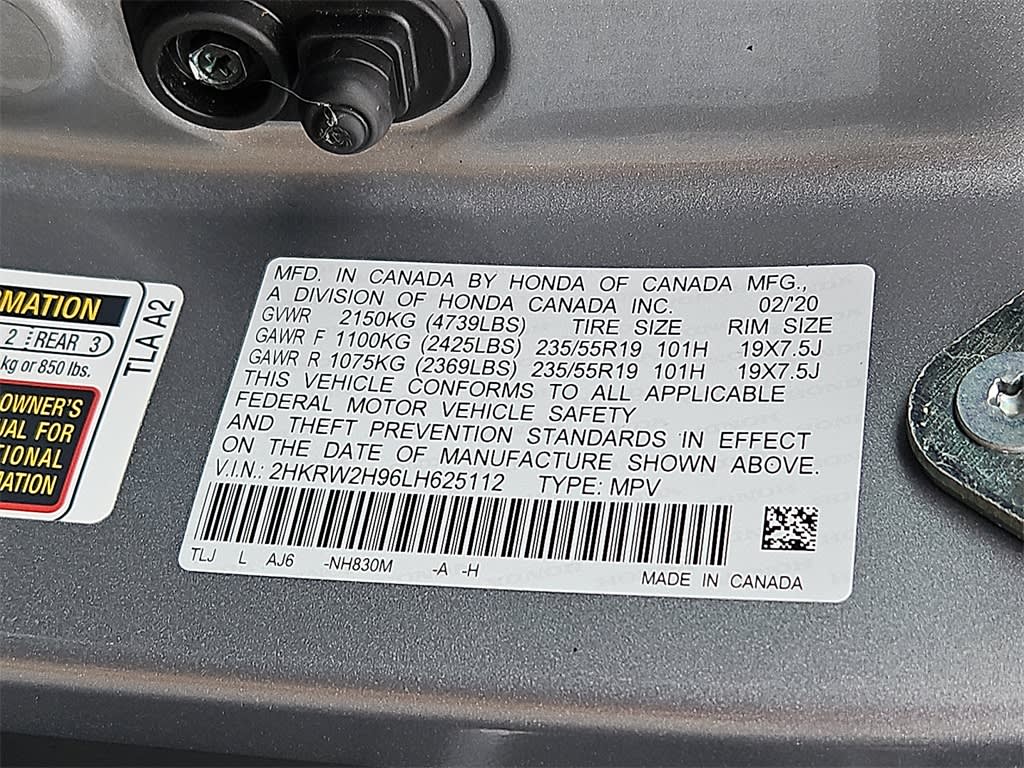 MFD. IN CANADA BY HONDA OF CANADA MFG.,
A DIVISION OF HONDA CANADA INC. 02/'20
GVWR 2150KG (4739LBS) TIRE SIZE RIM SIZE
GAWR F 1100KG (2425LBS) 235/55R19 101H 19X7.5J
GAWR R 1075KG (2369LBS) 235/55R19 101H 19X7.5J
THIS VEHICLE CONFORMS TO ALL APPLICABLE
FEDERAL MOTOR VEHICLE SAFETY
AND THEFT PREVENTION STANDARDS IN EFFECT
ON THE DATE OF MANUFACTURE SHOWN ABOVE.
V.I.N.: 2HKRW2H96LH625112 TYPE: MPV
TLJ L AJ6 -NH830M -A -H
MADE IN CANADA
RMATION
2 REAR 3
kg or 850 lbs.
OWNER'S
UAL FOR
TIONAL
MATION
TLA A2